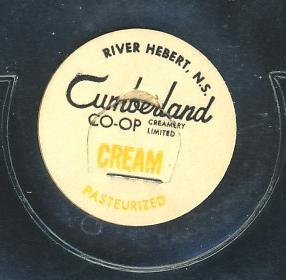 RIVER HEBERT, N.S.
Cumberland
CO-OP CREAMERY
LIMITED
CREAM
PASTEURIZED